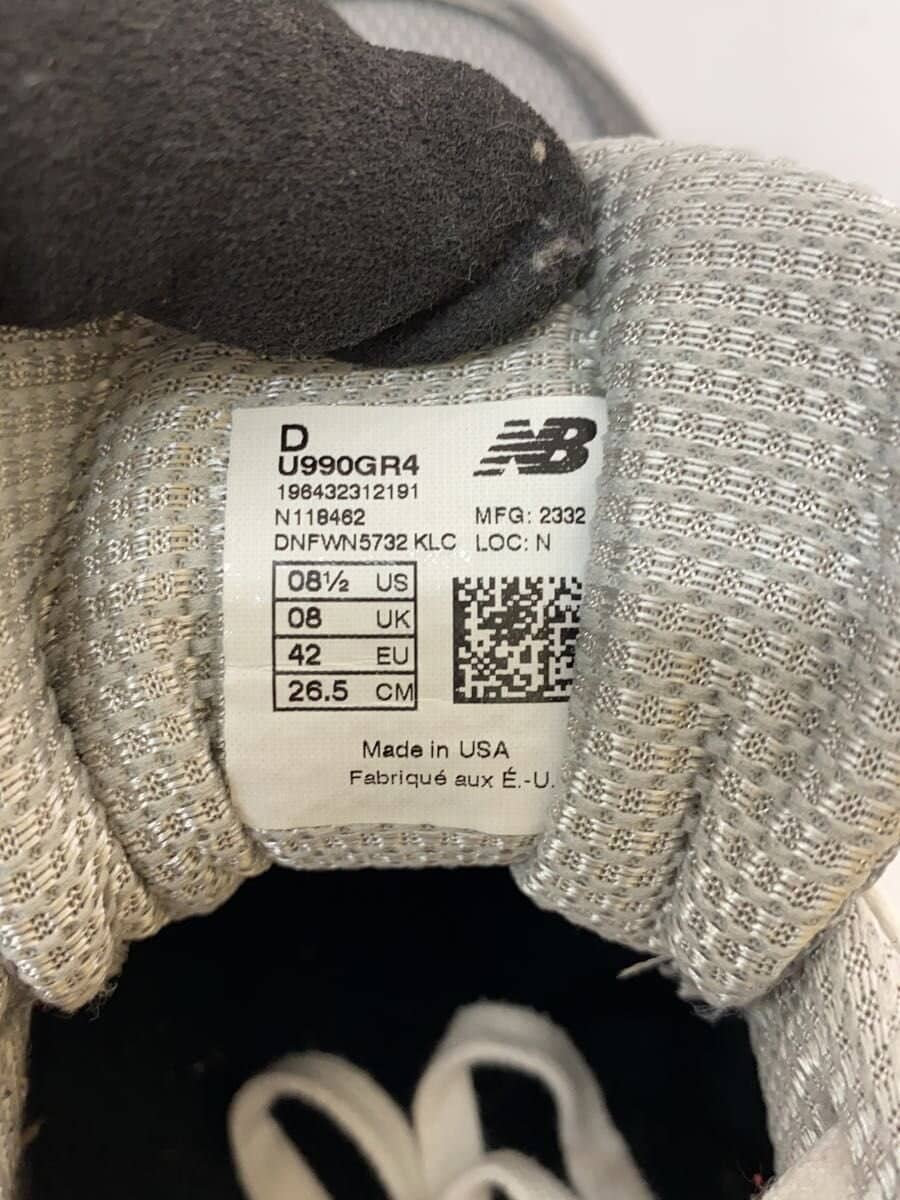 D
NB
U990GR4
196432312191
N118462 MFG: 2332
DNFWN5732 KLC LOC: N
08½ US
08 UK
42 EU
26.5 CM
Made in USA
Fabriqué aux É.-U.